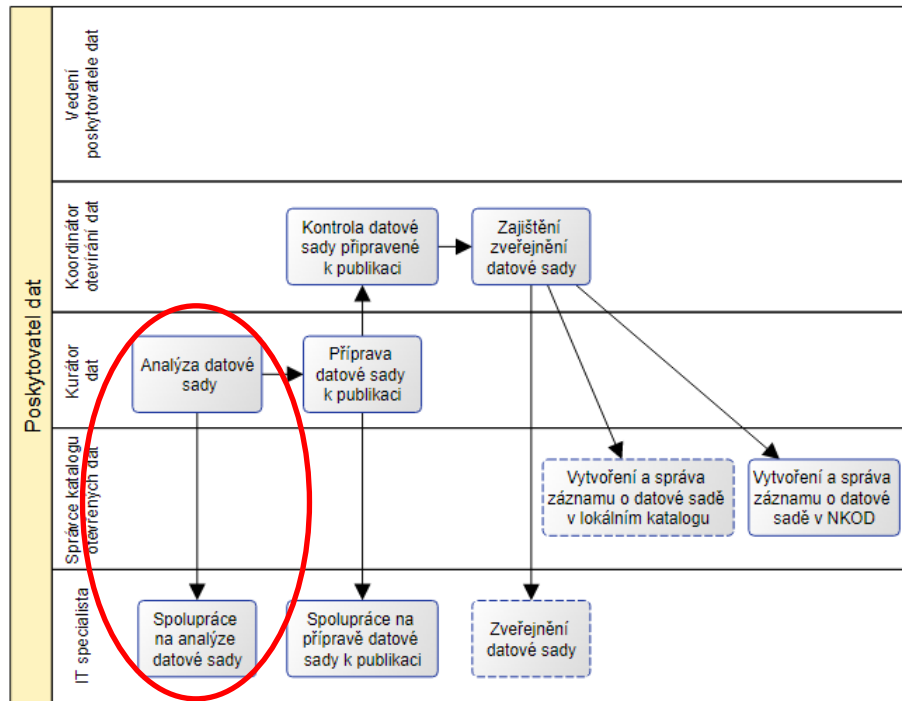 Poskytovatel dat
Vedení
poskytovatele dat
Koordinátor
otevírání dat
Kontrola datové
sady připravené
k publikaci
Zajištění
zveřejnění
datové sady
Kurátor
dat
Analýza datové
sady
Příprava
datové sady
k publikaci
Správce katalogu
otevřených dat
Vytvoření a správa
záznamu o datové sadě
v lokálním katalogu
Vytvoření a správa
záznamu o datové
sadě v NKOD
IT specialista
Spolupráce
na analýze
datové sady
Spolupráce na
přípravě datové
sady k publikaci
Zveřejnění
datové sady